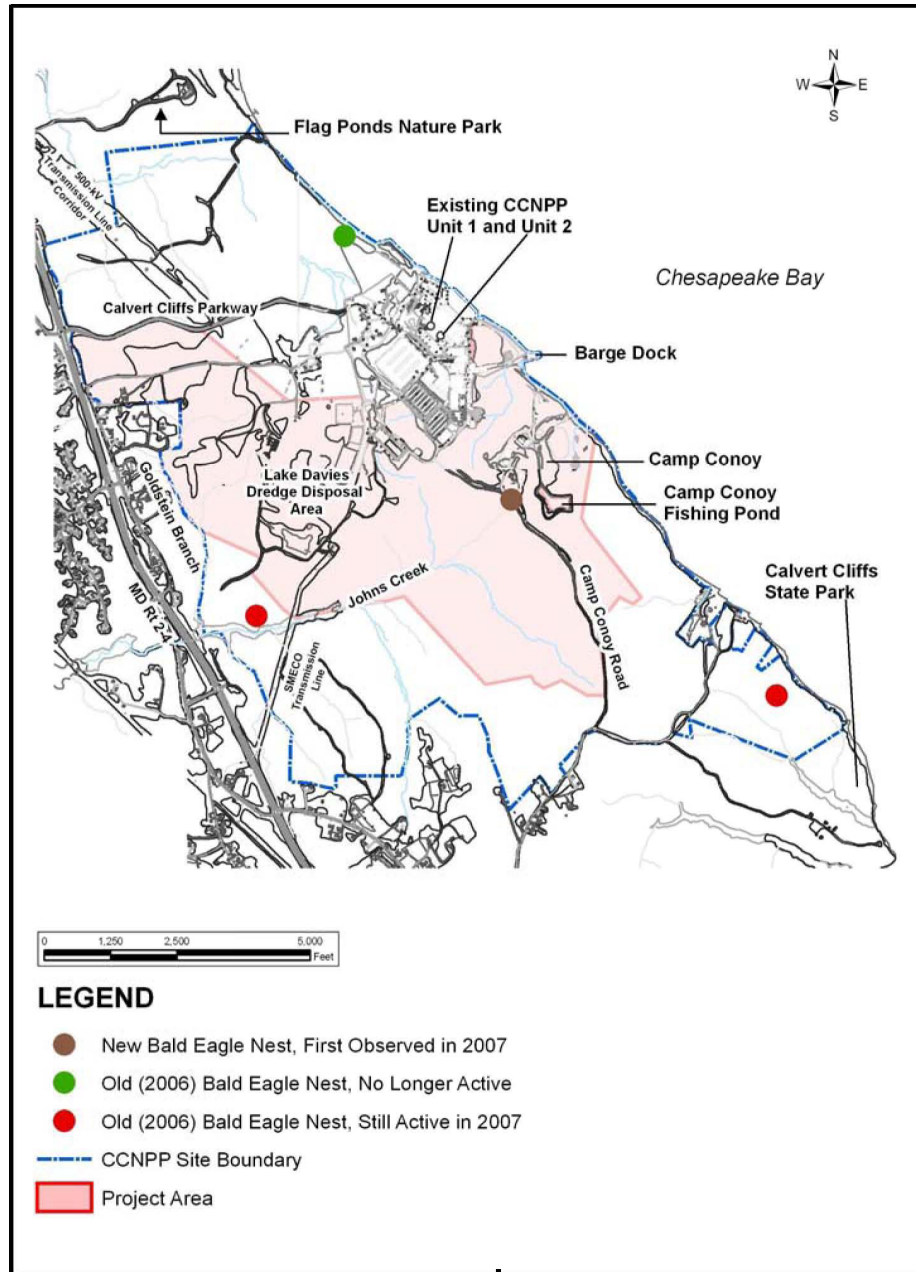 N
W E
S
Flag Ponds Nature Park
500-kV
Transmission Line
Corridor
Existing CCNPP
Unit 1 and Unit 2
Chesapeake Bay
Calvert Cliffs Parkway
Barge Dock
Camp Conoy
Lake Davies
Dredge Disposal
Area
Camp Conoy
Fishing Pond
Goldstein Branch
MD Rt 2-4
Johns Creek
Camp Conoy Road
Calvert Cliffs
State Park
SMECO
Transmission
Line
0 1,250 2,500 5,000
Feet
LEGEND
New Bald Eagle Nest, First Observed in 2007
Old (2006) Bald Eagle Nest, No Longer Active
Old (2006) Bald Eagle Nest, Still Active in 2007
CCNPP Site Boundary
Project Area